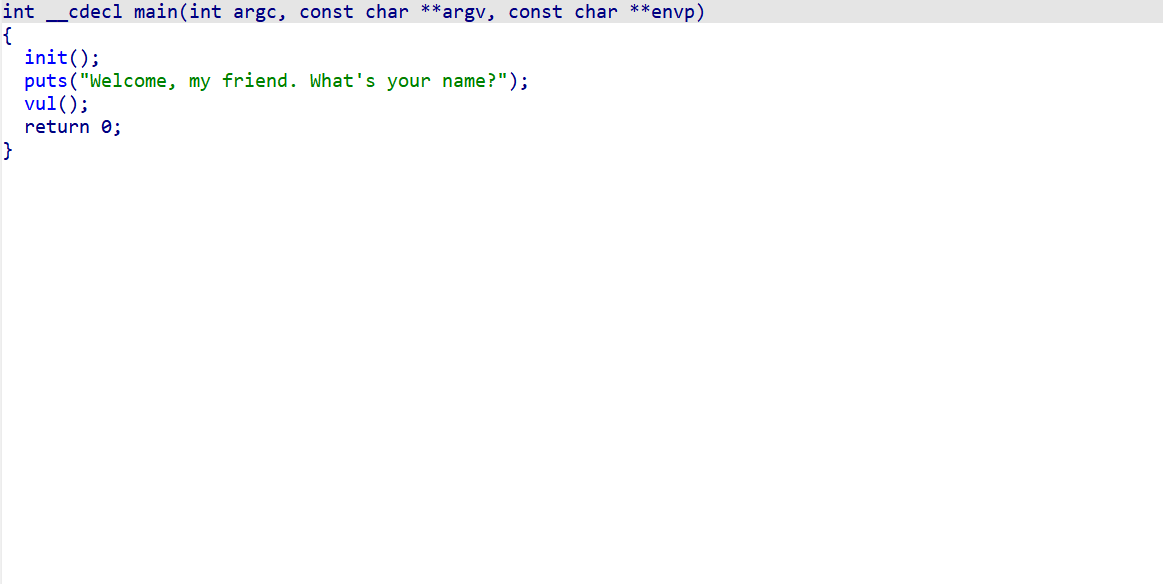 int __cdecl main(int argc, const char **argv, const char **envp)
{
  init();
  puts("Welcome, my friend. What's your name?");
  vul();
  return 0;
}